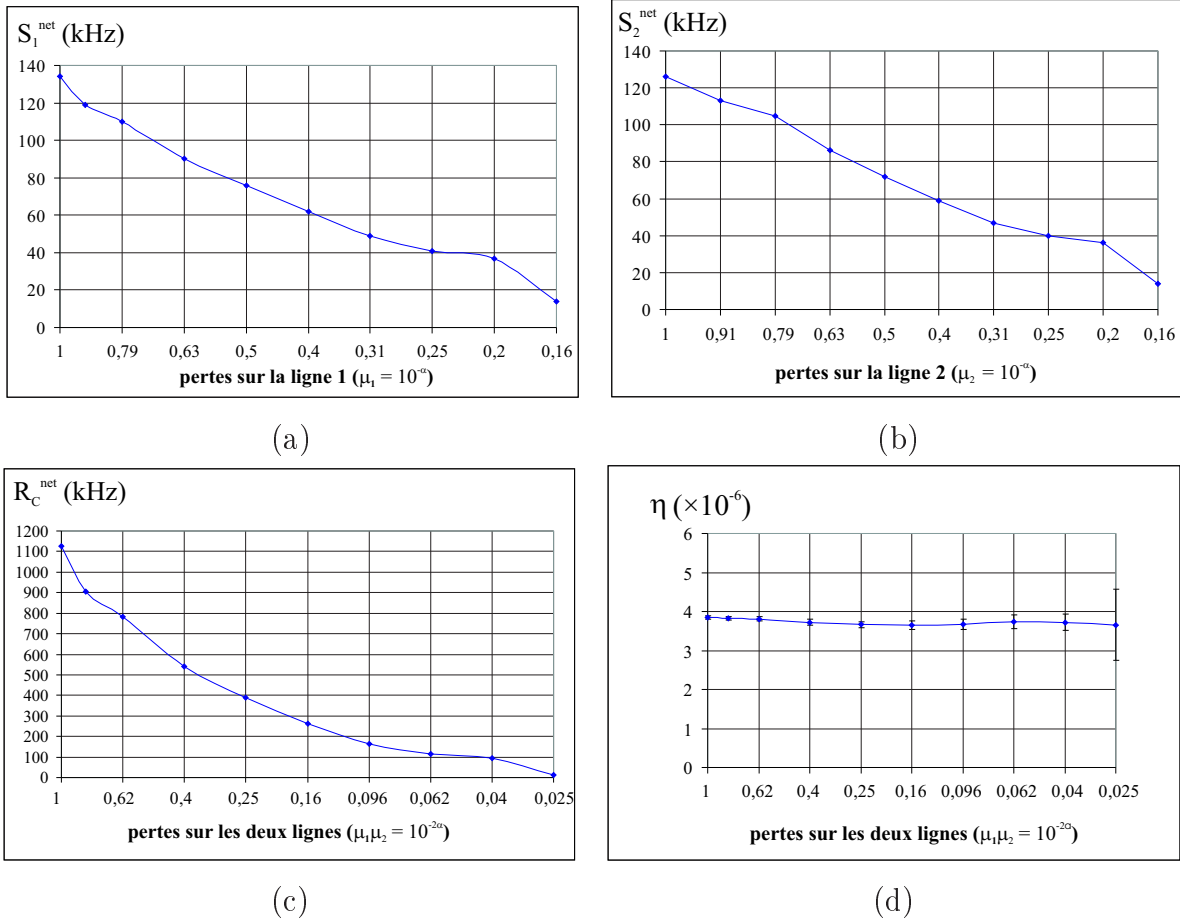 S₁ⁿᵉᵗ (kHz)
140
120
100
80
60
40
20
0
1 0,79 0,63 0,5 0,4 0,31 0,25 0,2 0,16
pertes sur la ligne 1 (μ₁ = 10^-α)
(a)
S₂ⁿᵉᵗ (kHz)
140
120
100
80
60
40
20
0
1 0,91 0,79 0,63 0,5 0,4 0,31 0,25 0,2 0,16
pertes sur la ligne 2 (μ₂ = 10^-α)
(b)
R_C^net (kHz)
1200
1100
1000
900
800
700
600
500
400
300
200
100
0
1 0,62 0,4 0,25 0,16 0,096 0,062 0,04 0,025
pertes sur les deux lignes (μ₁μ₂ = 10^-2α)
(c)
η (×10⁻⁶)
6
5
4
3
2
1
0
1 0,62 0,4 0,25 0,16 0,096 0,062 0,04 0,025
pertes sur les deux lignes (μ₁μ₂ = 10^-2α)
(d)